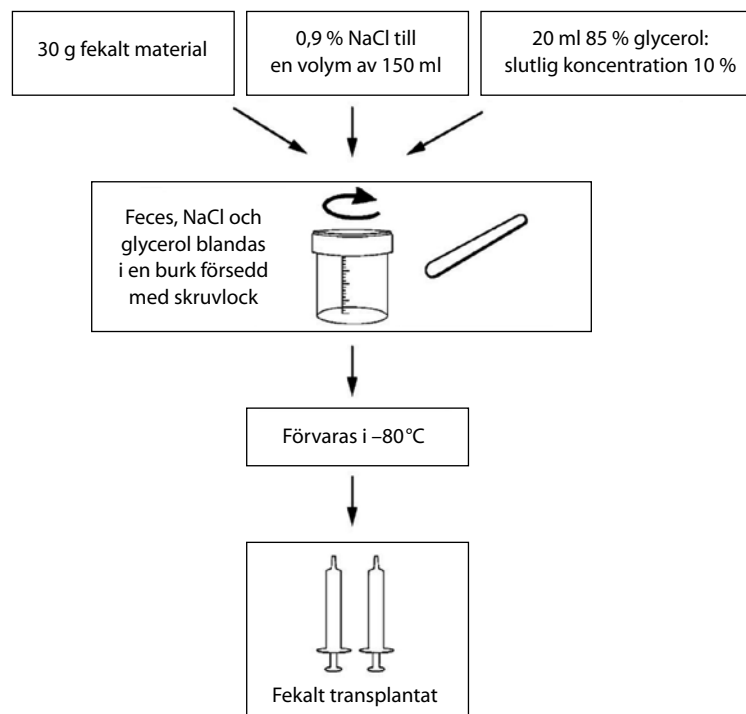 30 g fekalt material
0,9 % NaCl till
en volym av 150 ml
20 ml 85 % glycerol:
slutlig koncentration 10 %
Feces, NaCl och
glycerol blandas
i en burk försedd
med skruvlock
Förvaras i –80°C
Fekalt transplantat